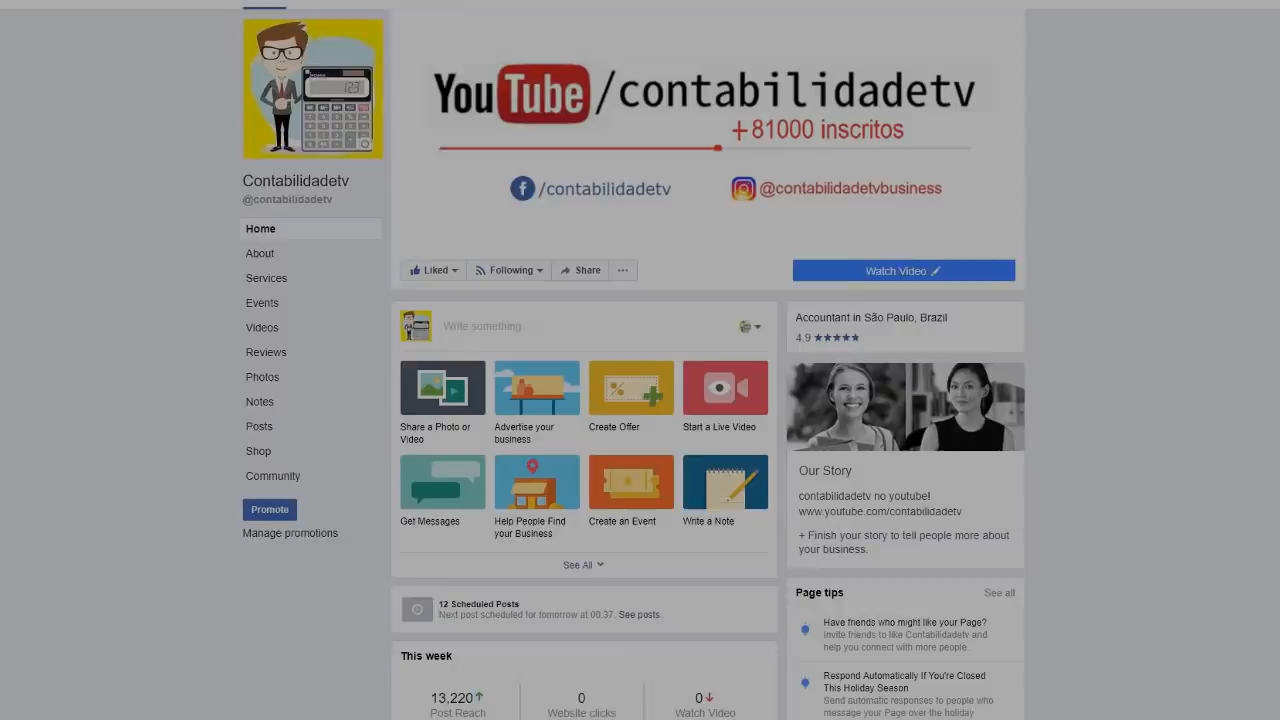 YouTube/contabilidadetv
+81000 inscritos
/contabilidadetv
@contabilidadetvbusiness
123
Contabilidadetv
@contabilidadetv
Home
About
Services
Events
Videos
Reviews
Photos
Notes
Posts
Shop
Community
Promote
Manage promotions
Liked
Following
Share
...
Watch Video
Write something
Share a Photo or
Video
Advertise your
business
Create Offer
Start a Live Video
Get Messages
Help People Find
your Business
Create an Event
Write a Note
See All
12 Scheduled Posts
Next post scheduled for tomorrow at 00:37. See posts.
This week
13,220
Post Reach
0
Website clicks
0
Watch Video
Accountant in São Paulo, Brazil
4.9 ★★★★★
Our Story
contabilidadetv no youtube!
www.youtube.com/contabilidadetv
+ Finish your story to tell people more about
your business.
Page tips
See all
Have friends who might like your Page?
Invite friends to like Contabilidadetv and
help you connect with more people.
Respond Automatically If You're Closed
This Holiday Season
Send automatic responses to people who
message your Page over the holiday